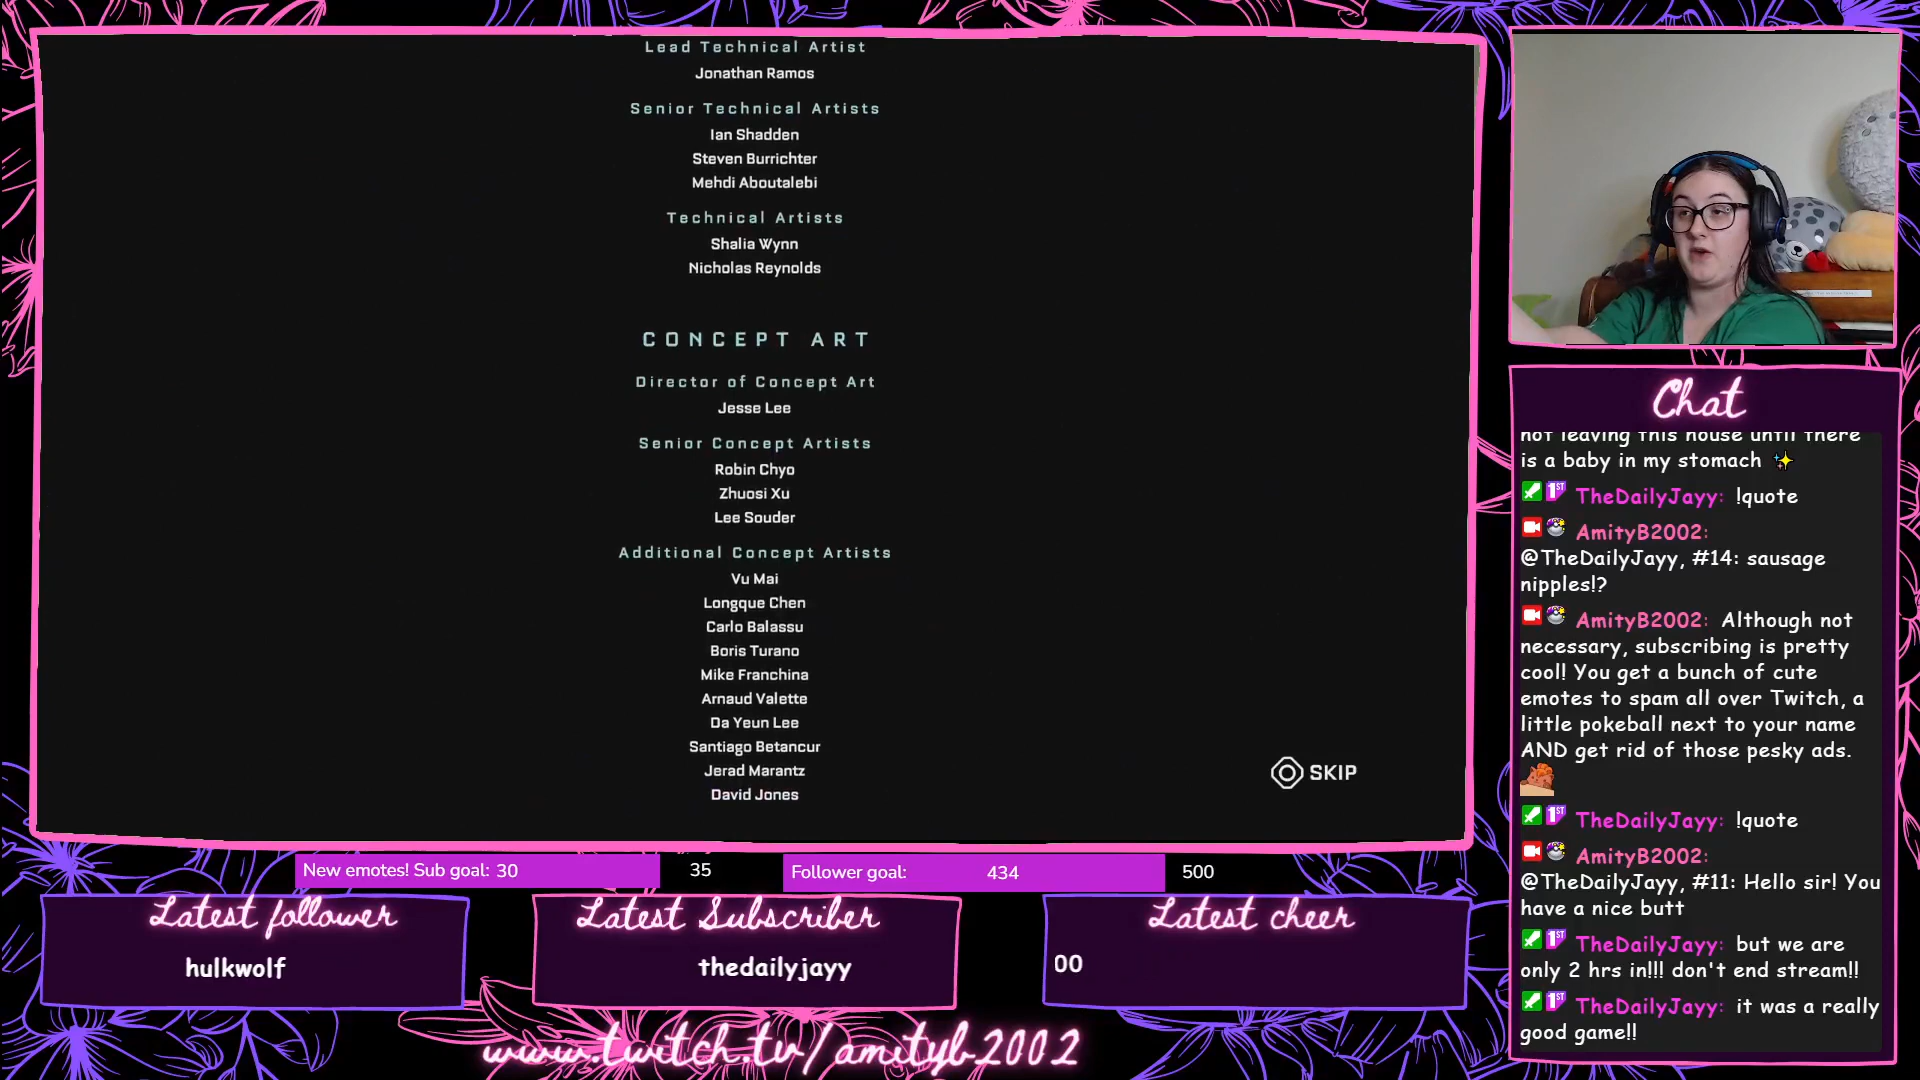 Lead Technical Artist
Jonathan Ramos
Senior Technical Artists
Ian Shadden
Steven Burrichter
Mehdi Aboutalebi
Technical Artists
Shalia Wynn
Nicholas Reynolds
CONCEPT ART
Director of Concept Art
Jesse Lee
Senior Concept Artists
Robin Chyo
Zhuosi Xu
Lee Souder
Additional Concept Artists
Vu Mai
Longque Chen
Carlo Balassu
Boris Turano
Mike Franchina
Arnaud Valette
Da Yeun Lee
Santiago Betancur
Jerad Marantz
David Jones
SKIP
Chat
not leaving this house until there
is a baby in my stomach ✨
TheDailyJayy: !quote
AmityB2002:
@TheDailyJayy, #14: sausage
nipples!?
AmityB2002: Although not
necessary, subscribing is pretty
cool! You get a bunch of cute
emotes to spam all over Twitch, a
little pokeball next to your name
AND get rid of those pesky ads.
TheDailyJayy: !quote
AmityB2002:
@TheDailyJayy, #11: Hello sir! You
have a nice butt
TheDailyJayy: but we are
only 2 hrs in!!! don't end stream!!
TheDailyJayy: it was a really
good game!!
New emotes! Sub goal: 30 35
Follower goal: 434 500
Latest follower
hulkwolf
Latest Subscriber
thedailyjayy
Latest cheer
00
www.twitch.tv/amityb2002